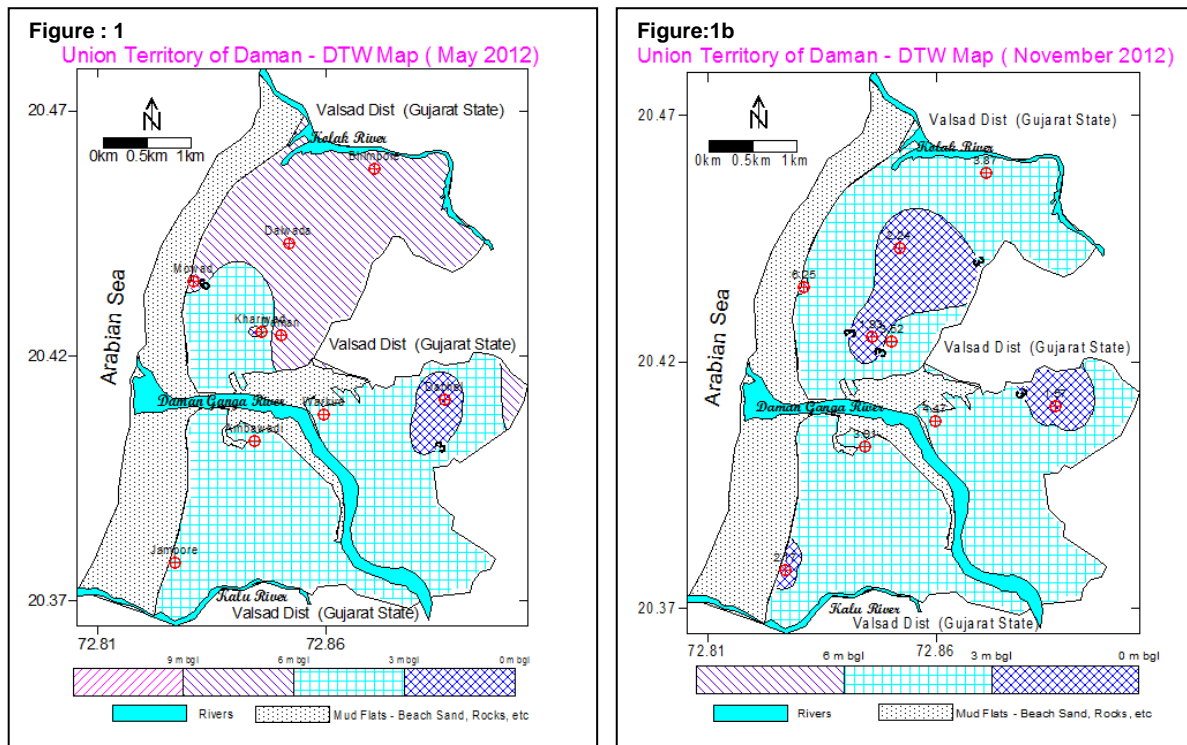 Figure : 1
Union Territory of Daman - DTW Map ( May 2012)
20.47
Valsad Dist (Gujarat State)
N
Kolak River
0km 0.5km 1km
Bhimpore
Dalwada
Mowad
6
Arabian Sea
Kharwad
Daman
20.42
Valsad Dist (Gujarat State)
Dabhel
Daman Ganga River
Ambawadi
3
Jampore
Kalu River
20.37
Valsad Dist (Gujarat State)
72.81 72.86
9 m bgl 6 m bgl 3 m bgl 0 m bgl
Rivers Mud Flats - Beach Sand, Rocks, etc
Figure:1b
Union Territory of Daman - DTW Map ( November 2012)
20.47
Valsad Dist (Gujarat State)
N
Kolak River
0km 0.5km 1km
3.87
2.24
3
6.25
Arabian Sea
1.93
3 3
20.42
Valsad Dist (Gujarat State)
3 1.57
Daman Ganga River
4.47
3.91
Kalu River
20.37
Valsad Dist (Gujarat State)
72.81 72.86
6 m bgl 3 m bgl 0 m bgl
Rivers Mud Flats - Beach Sand, Rocks, etc